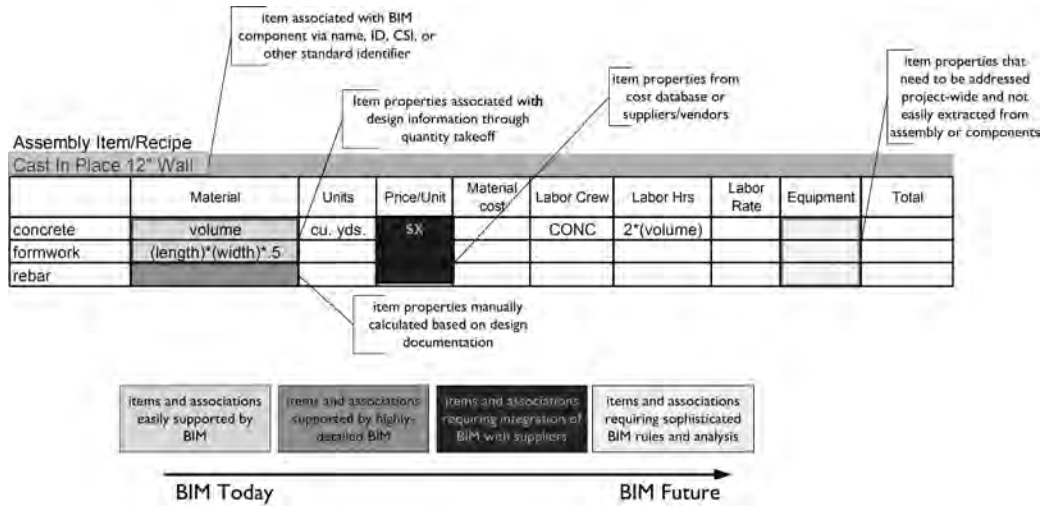 item associated with BIM
component via name, ID, CSI, or
other standard identifier
item properties that
need to be addressed
project-wide and not
easily extracted from
assembly or components
item properties from
cost database or
suppliers/vendors
Item properties associated with
design information through
quantity takeoff
Assembly Item/Recipe
Cast In Place 12" Wall
Material Units Price/Unit Material cost Labor Crew Labor Hrs Labor Rate Equipment Total
concrete volume cu. yds. $X CONC 2*(volume)
formwork (length)*(width)*.5
rebar
item properties manually
calculated based on design
documentation
items and associations
easily supported by
BIM
items and associations
supported by highly-
detailed BIM
items and associations
requiring integration of
BIM with suppliers
items and associations
requiring sophisticated
BIM rules and analysis
BIM Today BIM Future